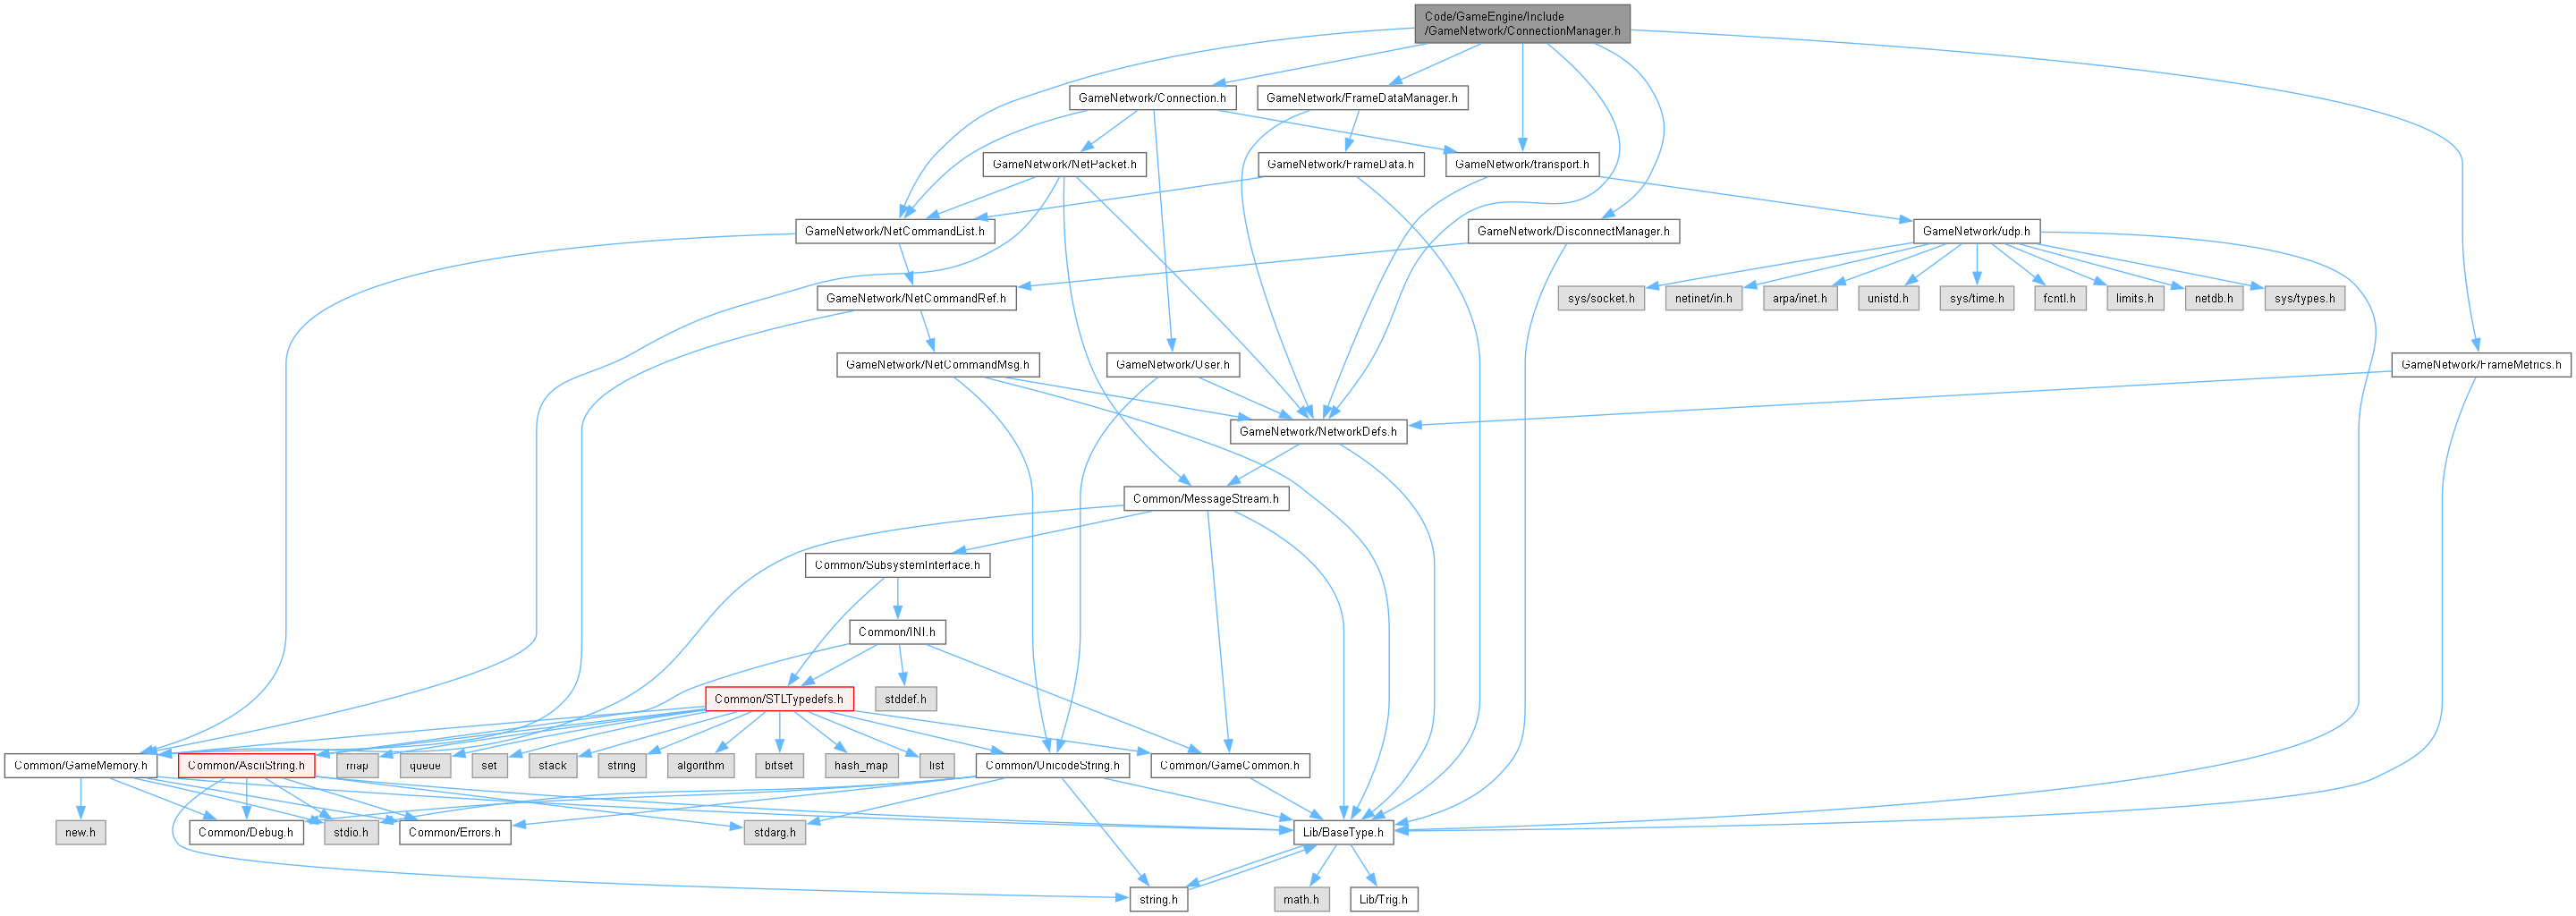 Code/GameEngine/Include
/GameNetwork/ConnectionManager.h
GameNetwork/Connection.h
GameNetwork/FrameDataManager.h
GameNetwork/NetPacket.h
GameNetwork/FrameData.h
GameNetwork/transport.h
GameNetwork/NetCommandList.h
GameNetwork/DisconnectManager.h
GameNetwork/udp.h
GameNetwork/NetCommandRef.h
sys/socket.h
netinet/in.h
arpa/inet.h
unistd.h
sys/time.h
fcntl.h
limits.h
netdb.h
sys/types.h
GameNetwork/NetCommandMsg.h
GameNetwork/User.h
GameNetwork/FrameMetrics.h
GameNetwork/NetworkDefs.h
Common/MessageStream.h
Common/SubsystemInterface.h
Common/INI.h
Common/STLTypedefs.h
stddef.h
Common/GameMemory.h
Common/AsciiString.h
map
queue
set
stack
string
algorithm
bitset
hash_map
list
Common/UnicodeString.h
Common/GameCommon.h
new.h
Common/Debug.h
stdio.h
Common/Errors.h
stdarg.h
Lib/BaseType.h
string.h
math.h
Lib/Trig.h